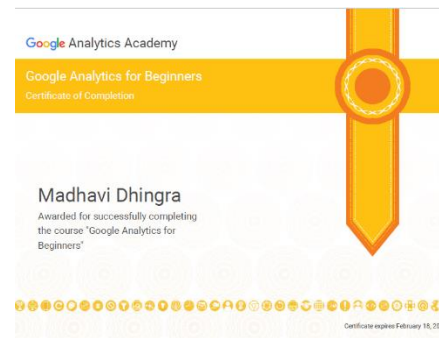 Google Analytics Academy
Google Analytics for Beginners
Certificate of Completion
Madhavi Dhingra
Awarded for successfully completing
the course "Google Analytics for
Beginners"
Certificate expires February 18,